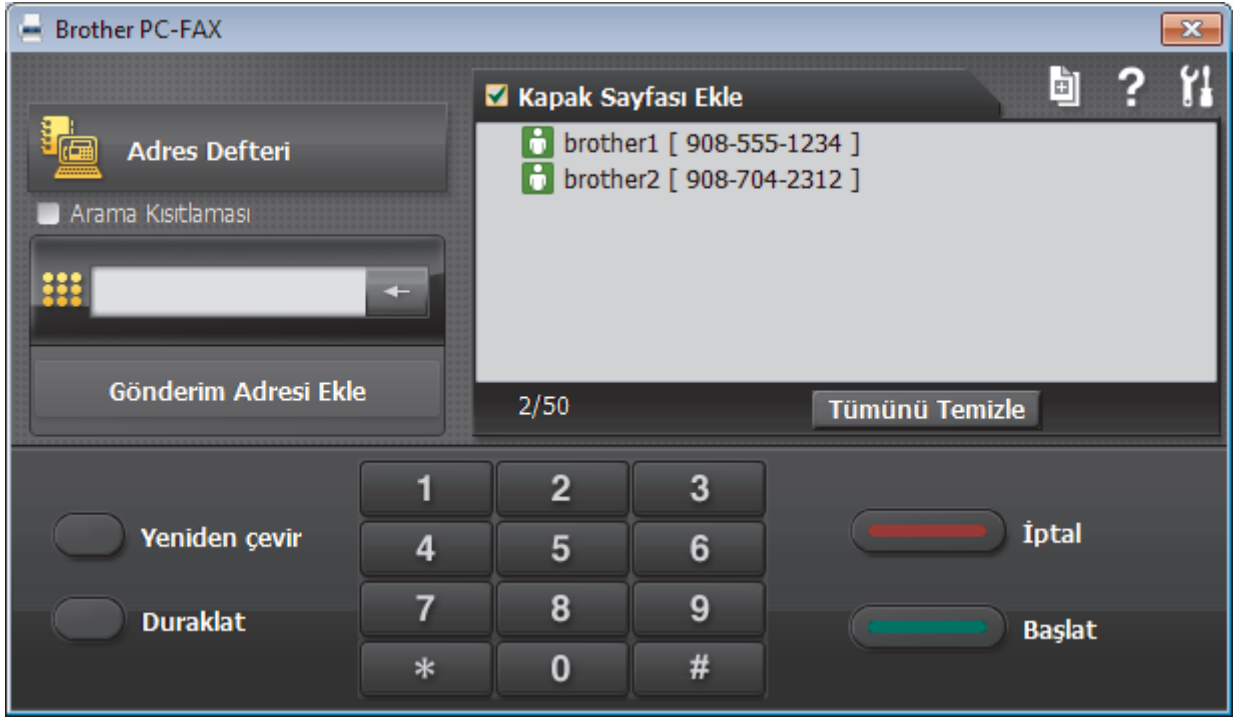 Brother PC-FAX
Adres Defteri
Arama Kısıtlaması
Gönderim Adresi Ekle
Kapak Sayfası Ekle
?
brother1 [ 908-555-1234 ]
brother2 [ 908-704-2312 ]
2/50
Tümünü Temizle
Yeniden çevir
Duraklat
1 2 3
4 5 6
7 8 9
* 0 #
İptal
Başlat